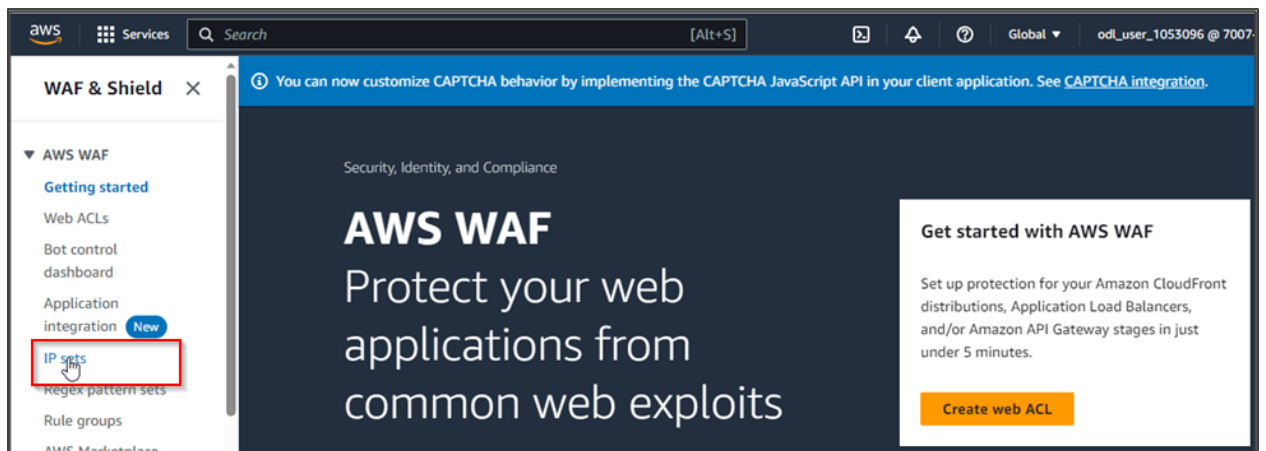 aws
Services
Search
[Alt+S]
Global
odl_user_1053096 @ 7007-
WAF & Shield
You can now customize CAPTCHA behavior by implementing the CAPTCHA JavaScript API in your client application. See CAPTCHA integration.
AWS WAF
Getting started
Web ACLs
Bot control
dashboard
Application
integration New
IP sets
Regex pattern sets
Rule groups
AWS Marketplace
Security, Identity, and Compliance
AWS WAF
Protect your web
applications from
common web exploits
Get started with AWS WAF
Set up protection for your Amazon CloudFront
distributions, Application Load Balancers,
and/or Amazon API Gateway stages in just
under 5 minutes.
Create web ACL